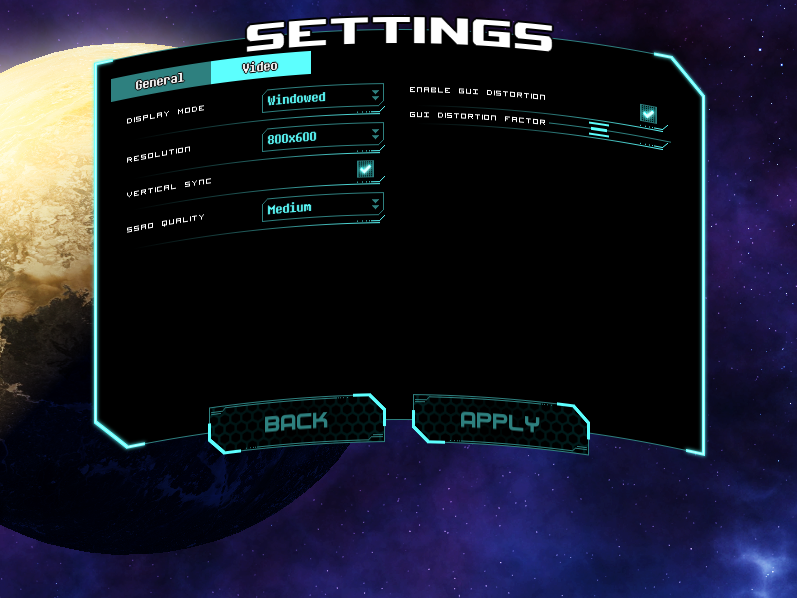 SETTINGS
General
Video
DISPLAY MODE
Windowed
RESOLUTION
800x600
VERTICAL SYNC
SSAO QUALITY
Medium
ENABLE GUI DISTORTION
GUI DISTORTION FACTOR
BACK
APPLY